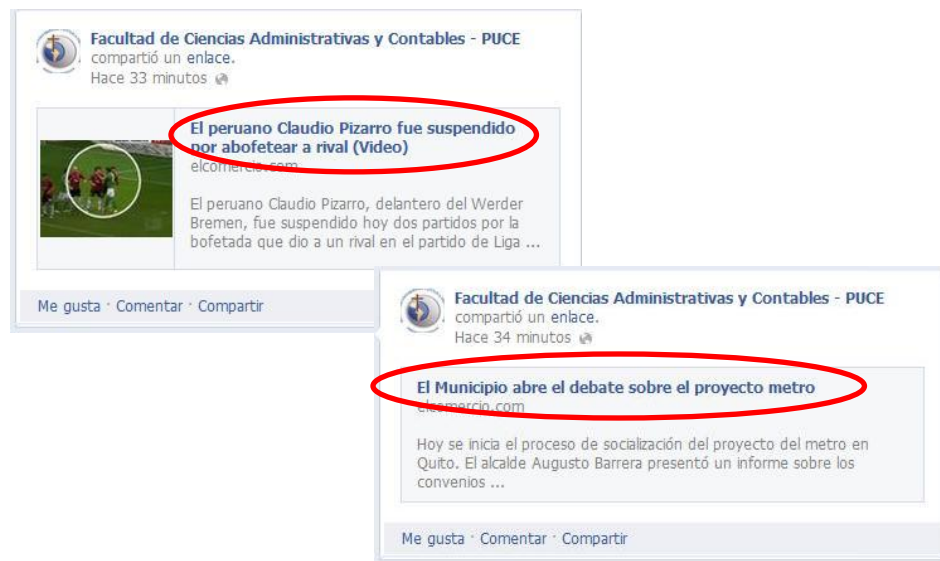 Facultad de Ciencias Administrativas y Contables - PUCE
compartió un enlace.
Hace 33 minutos
El peruano Claudio Pizarro fue suspendido
por abofetear a rival (Video)
elcomercio.com
El peruano Claudio Pizarro, delantero del Werder
Bremen, fue suspendido hoy dos partidos por la
bofetada que dio a un rival en el partido de Liga ...
Me gusta · Comentar · Compartir
Facultad de Ciencias Administrativas y Contables - PUCE
compartió un enlace.
Hace 34 minutos
El Municipio abre el debate sobre el proyecto metro
elcomercio.com
Hoy se inicia el proceso de socialización del proyecto del metro en
Quito. El alcalde Augusto Barrera presentó un informe sobre los
convenios ...
Me gusta · Comentar · Compartir